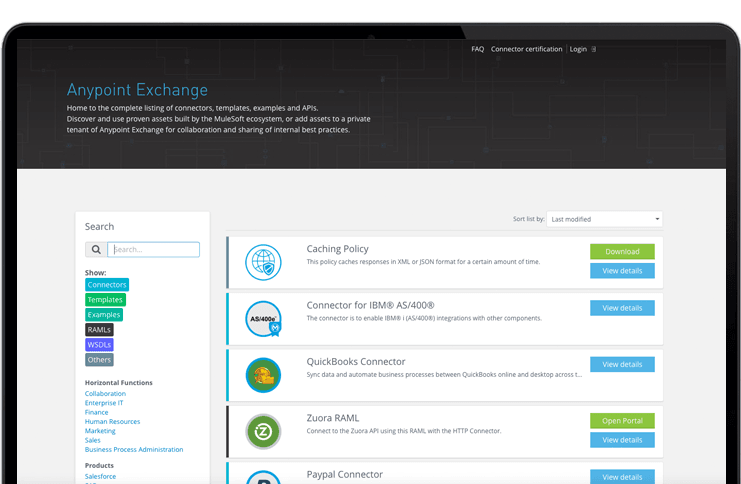 FAQ Connector certification Login
Anypoint Exchange
Home to the complete listing of connectors, templates, examples and APIs.
Discover and use proven assets built by the MuleSoft ecosystem, or add assets to a private
tenant of Anypoint Exchange for collaboration and sharing of internal best practices.
Sort list by: Last modified
Search
Search...
Show:
Connectors
Templates
Examples
RAMLs
WSDLs
Others
Horizontal Functions
Collaboration
Enterprise IT
Finance
Human Resources
Marketing
Sales
Business Process Administration
Products
Salesforce
Caching Policy
This policy caches responses in XML or JSON format for a certain amount of time.
Download
View details
AS/400e
Connector for IBM® AS/400®
The connector is to enable IBM® i (AS/400®) integrations with other components.
View details
QuickBooks Connector
Sync data and automate business processes between QuickBooks online and desktop across t...
View details
Zuora RAML
Connect to the Zuora API using this RAML with the HTTP Connector.
Open Portal
View details
Paypal Connector
View details